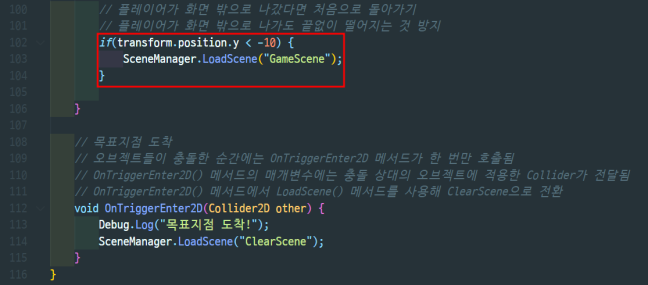 100 // 플레이어가 화면 밖으로 나갔다면 처음으로 돌아가기
101 // 플레이어가 화면 밖으로 나가도 끝없이 떨어지는 것 방지
102 if(transform.position.y < -10) {
103 SceneManager.LoadScene("GameScene");
104 }
105
106 }
107
108 // 목표지점 도착
109 // 오브젝트들이 충돌한 순간에는 OnTriggerEnter2D 메서드가 한 번만 호출됨
110 // OnTriggerEnter2D() 메서드의 매개변수에는 충돌 상대의 오브젝트에 적용한 Collider가 전달됨
111 // OnTriggerEnter2D() 메서드에서 LoadScene() 메서드를 사용해 ClearScene으로 전환
112 void OnTriggerEnter2D(Collider2D other) {
113 Debug.Log("목표지점 도착!");
114 SceneManager.LoadScene("ClearScene");
115 }
116 }